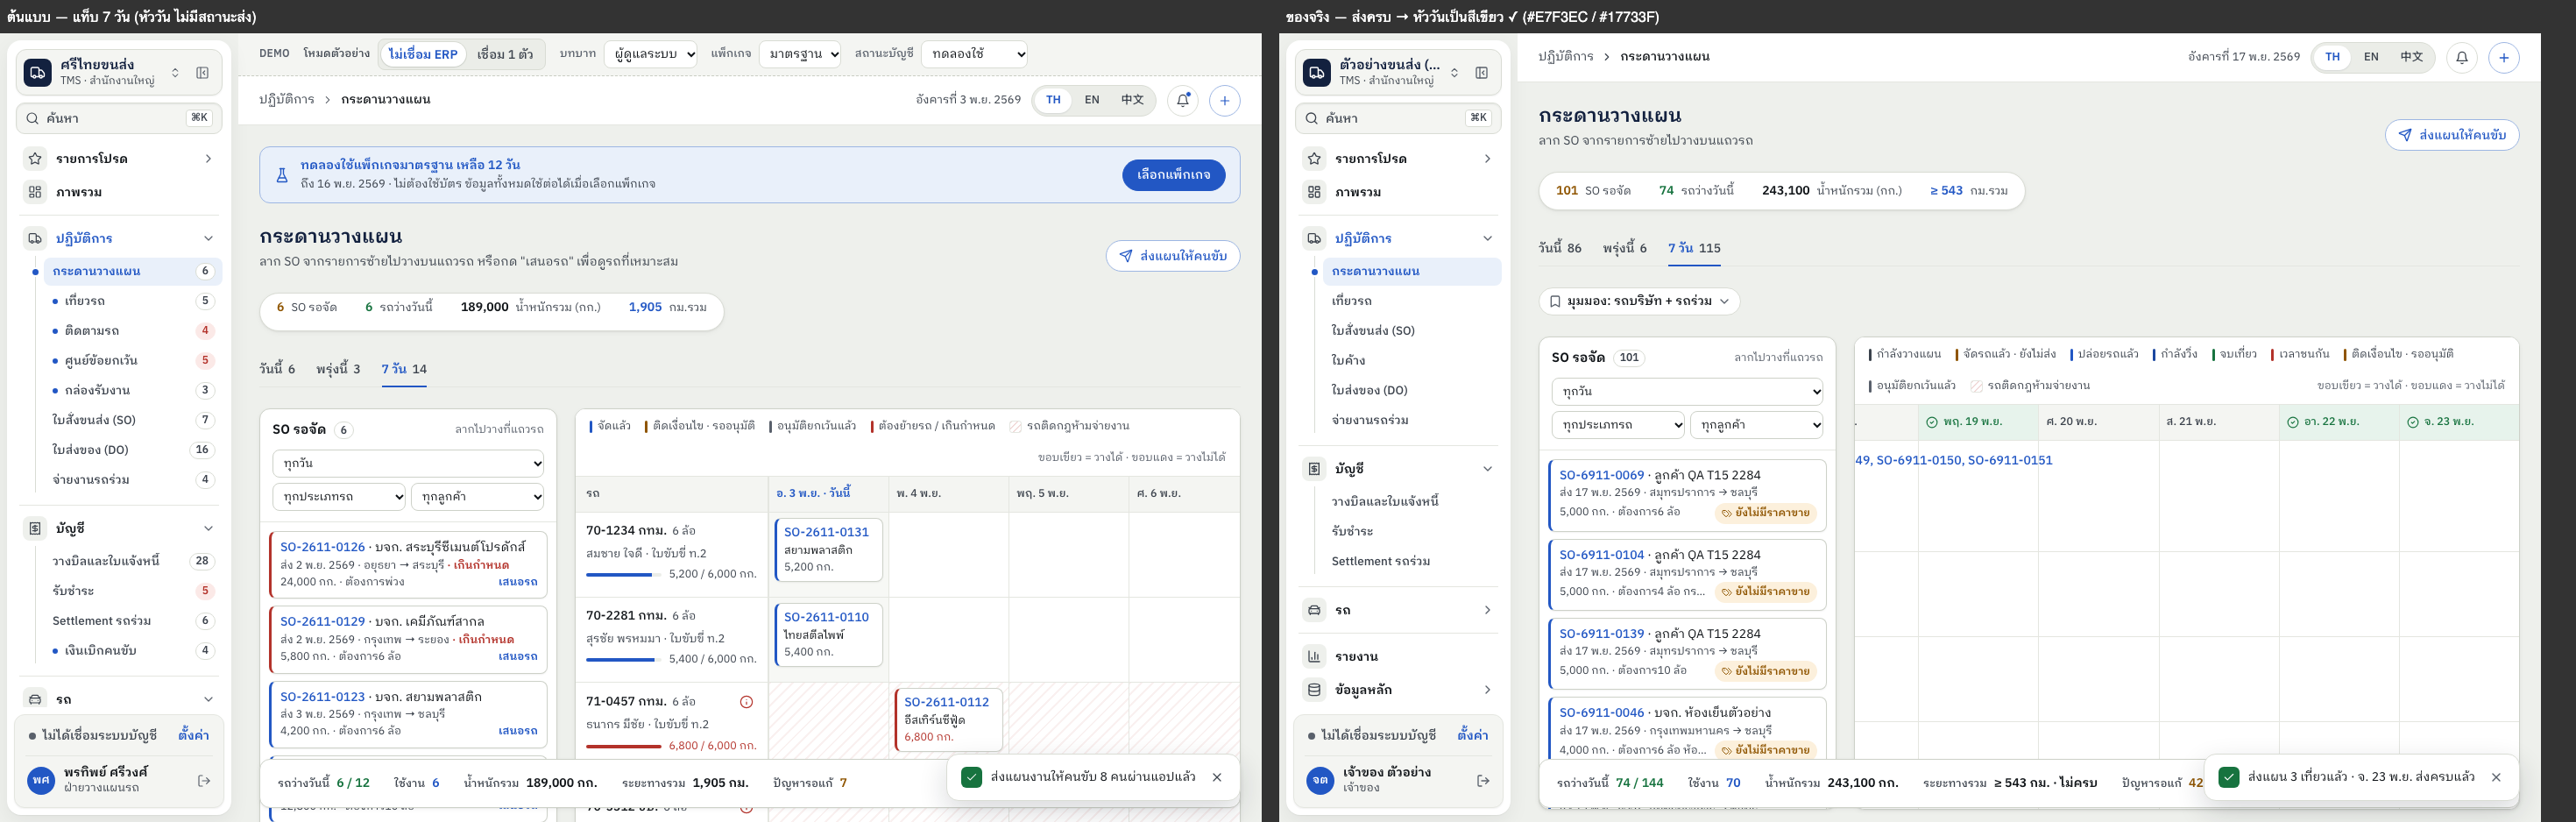 ต้นแบบ — แท็บ 7 วัน (หัววัน ไม่มีสถานะส่ง)
ศรีไทยขนส่ง
TMS · สำนักงานใหญ่
ค้นหา ⌘K
รายการโปรด
ภาพรวม
ปฏิบัติการ
กระดานวางแผน 6
เที่ยวรถ 5
ติดตามรถ 4
ศูนย์ข้อยกเว้น 5
กล่องรับงาน 3
ใบสั่งขนส่ง (SO) 7
ใบส่งของ (DO) 16
จ่ายงานรถร่วม 4
บัญชี
วางบิลและใบแจ้งหนี้ 28
รับชำระ 5
Settlement รถร่วม 6
เงินเบิกคนขับ 4
รถ
ไม่ได้เชื่อมระบบบัญชี ตั้งค่า
พศ พรทิพย์ ศรีวงศ์
ฝ่ายวางแผนรถ
DEMO โหมดตัวอย่าง ไม่เชื่อม ERP เชื่อม 1 ตัว บทบาท ผู้ดูแลระบบ แพ็กเกจ มาตรฐาน สถานะบัญชี ทดลองใช้
ปฏิบัติการ › กระดานวางแผน อังคารที่ 3 พ.ย. 2569 TH EN 中文
ทดลองใช้แพ็กเกจมาตรฐาน เหลือ 12 วัน
ถึง 16 พ.ย. 2569 · ไม่ต้องใช้บัตร ข้อมูลทั้งหมดใช้ต่อได้เมื่อเลือกแพ็กเกจ
เลือกแพ็กเกจ
กระดานวางแผน
ลาก SO จากรายการซ้ายไปวางบนแถวรถ หรือกด "เสนอรถ" เพื่อดูรถที่เหมาะสม
ส่งแผนให้คนขับ
6 SO รอจัด 6 รถว่างวันนี้ 189,000 น้ำหนักรวม (กก.) 1,905 กม.รวม
วันนี้ 6 พรุ่งนี้ 3 7 วัน 14
SO รอจัด 6 ลากไปวางที่แถวรถ
ทุกวัน
ทุกประเภทรถ ทุกลูกค้า
SO-2611-0126 · บจก. สระบุรีซีเมนต์โปรดักส์
ส่ง 2 พ.ย. 2569 · อยุธยา → สระบุรี · เกินกำหนด
24,000 กก. · ต้องการพ่วง เสนอรถ
SO-2611-0129 · บจก. เคมีภัณฑ์สากล
ส่ง 2 พ.ย. 2569 · กรุงเทพ → ระยอง · เกินกำหนด
5,800 กก. · ต้องการ6 ล้อ เสนอรถ
SO-2611-0123 · บจก. สยามพลาสติก
ส่ง 3 พ.ย. 2569 · กรุงเทพ → ชลบุรี
4,200 กก. · ต้องการ6 ล้อ เสนอรถ
จัดแล้ว ติดเงื่อนไข · รออนุมัติ อนุมัติยกเว้นแล้ว ต้องย้ายรถ / เกินกำหนด รถติดกฎห้ามจ่ายงาน
ขอบเขียว = วางได้ · ขอบแดง = วางไม่ได้
รถ อ. 3 พ.ย. · วันนี้ พ. 4 พ.ย. พฤ. 5 พ.ย. ศ. 6 พ.ย.
70-1234 กทม. 6 ล้อ
สมชาย ใจดี · ใบขับขี่ ท.2
5,200 / 6,000 กก.
SO-2611-0131
สยามพลาสติก
5,200 กก.
70-2281 กทม. 6 ล้อ
สุรชัย พรหมมา · ใบขับขี่ ท.2
5,400 / 6,000 กก.
SO-2611-0110
ไทยสตีลไพพ์
5,400 กก.
71-0457 กทม. 6 ล้อ
ธนากร มีชัย · ใบขับขี่ ท.2
6,800 / 6,000 กก.
SO-2611-0112
อีสเทิร์นซีฟู้ด
6,800 กก.
รถว่างวันนี้ 6 / 12 ใช้งาน 6 น้ำหนักรวม 189,000 กก. ระยะทางรวม 1,905 กม. ปัญหารอแก้ 7
ส่งแผนงานให้คนขับ 8 คนผ่านแอปแล้ว
ของจริง — ส่งครบ → หัววันเป็นสีเขียว ✓ (#E7F3EC / #17733F)
ตัวอย่างขนส่ง (...
TMS · สำนักงานใหญ่
ค้นหา ⌘K
รายการโปรด
ภาพรวม
ปฏิบัติการ
กระดานวางแผน
เที่ยวรถ
ใบสั่งขนส่ง (SO)
ใบค้าง
ใบส่งของ (DO)
จ่ายงานรถร่วม
บัญชี
วางบิลและใบแจ้งหนี้
รับชำระ
Settlement รถร่วม
รถ
รายงาน
ข้อมูลหลัก
ไม่ได้เชื่อมระบบบัญชี ตั้งค่า
จต เจ้าของ ตัวอย่าง
เจ้าของ
ปฏิบัติการ › กระดานวางแผน อังคารที่ 17 พ.ย. 2569 TH EN 中文
กระดานวางแผน
ลาก SO จากรายการซ้ายไปวางบนแถวรถ
ส่งแผนให้คนขับ
101 SO รอจัด 74 รถว่างวันนี้ 243,100 น้ำหนักรวม (กก.) ≥ 543 กม.รวม
วันนี้ 86 พรุ่งนี้ 6 7 วัน 115
มุมมอง: รถบริษัท + รถร่วม
SO รอจัด 101 ลากไปวางที่แถวรถ
ทุกวัน
ทุกประเภทรถ ทุกลูกค้า
SO-6911-0069 · ลูกค้า QA T15 2284
ส่ง 17 พ.ย. 2569 · สมุทรปราการ → ชลบุรี
5,000 กก. · ต้องการ6 ล้อ ยังไม่มีราคาขาย
SO-6911-0104 · ลูกค้า QA T15 2284
ส่ง 17 พ.ย. 2569 · สมุทรปราการ → ชลบุรี
5,000 กก. · ต้องการ4 ล้อ กร... ยังไม่มีราคาขาย
SO-6911-0139 · ลูกค้า QA T15 2284
ส่ง 17 พ.ย. 2569 · สมุทรปราการ → ชลบุรี
5,000 กก. · ต้องการ10 ล้อ ยังไม่มีราคาขาย
SO-6911-0046 · บจก. ห้องเย็นตัวอย่าง
ส่ง 17 พ.ย. 2569 · กรุงเทพมหานคร → ชลบุรี
4,000 กก. · ต้องการ6 ล้อ ห้อ... ยังไม่มีราคาขาย
กำลังวางแผน จัดรถแล้ว · ยังไม่ส่ง ปล่อยรถแล้ว กำลังวิ่ง จบเที่ยว เวลาชนกัน ติดเงื่อนไข · รออนุมัติ
อนุมัติยกเว้นแล้ว รถติดกฎห้ามจ่ายงาน ขอบเขียว = วางได้ · ขอบแดง = วางไม่ได้
พฤ. 19 พ.ย. ศ. 20 พ.ย. ส. 21 พ.ย. อา. 22 พ.ย. จ. 23 พ.ย.
49, SO-6911-0150, SO-6911-0151
รถว่างวันนี้ 74 / 144 ใช้งาน 70 น้ำหนักรวม 243,100 กก. ระยะทางรวม ≥ 543 กม. · ไม่ครบ ปัญหารอแก้ 42
ส่งแผน 3 เที่ยวแล้ว · จ. 23 พ.ย. ส่งครบแล้ว